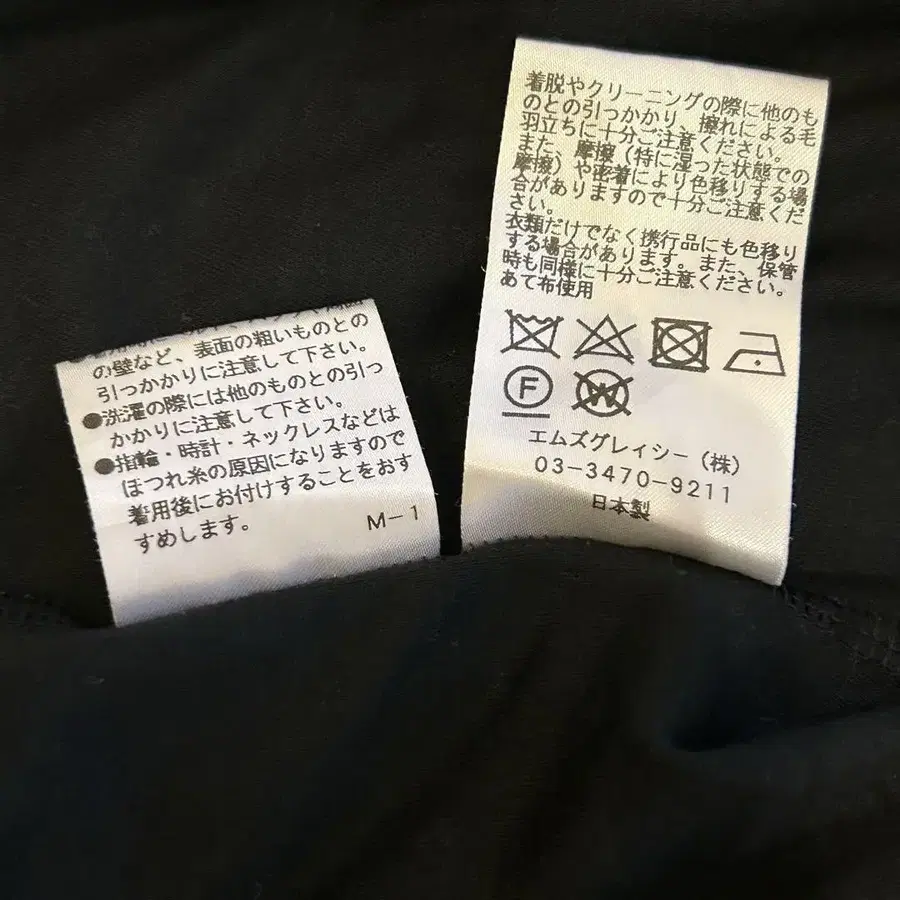 の壁など、表面の粗いものとの
引っかかりに注意して下さい。
●洗濯の際には他のものとの引っ
かかりに注意して下さい。
●指輪・時計・ネックレスなどは
ほつれ糸の原因になりますので
着用後にお付けすることをおす
すめします。
M-1
着脱やクリーニングの際に他のも
のとの引っかかり、擦れによる毛
羽立ちに十分ご注意ください。
また、摩擦(特に湿った状態での
摩擦)や密着により色移りする場
合がありますので十分ご注意くだ
さい。
衣類だけでなく携行品にも色移り
する場合があります。また、保管
時も同様に十分ご注意ください。
あて布使用
F
W
エムズグレイシー(株)
03-3470-9211
日本製